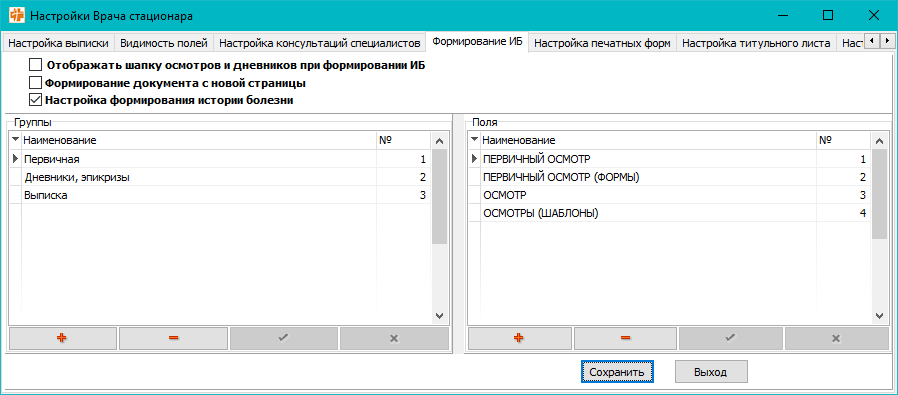 Настройки Врача стационара
Настройка выписки Видимость полей Настройка консультаций специалистов Формирование ИБ Настройка печатных форм Настройка титульного листа Наст
Отображать шапку осмотров и дневников при формировании ИБ
Формирование документа с новой страницы
Настройка формирования истории болезни
Группы
Наименование №
Первичная 1
Дневники, эпикризы 2
Выписка 3
Поля
Наименование №
ПЕРВИЧНЫЙ ОСМОТР 1
ПЕРВИЧНЫЙ ОСМОТР (ФОРМЫ) 2
ОСМОТР 3
ОСМОТРЫ (ШАБЛОНЫ) 4
Сохранить Выход